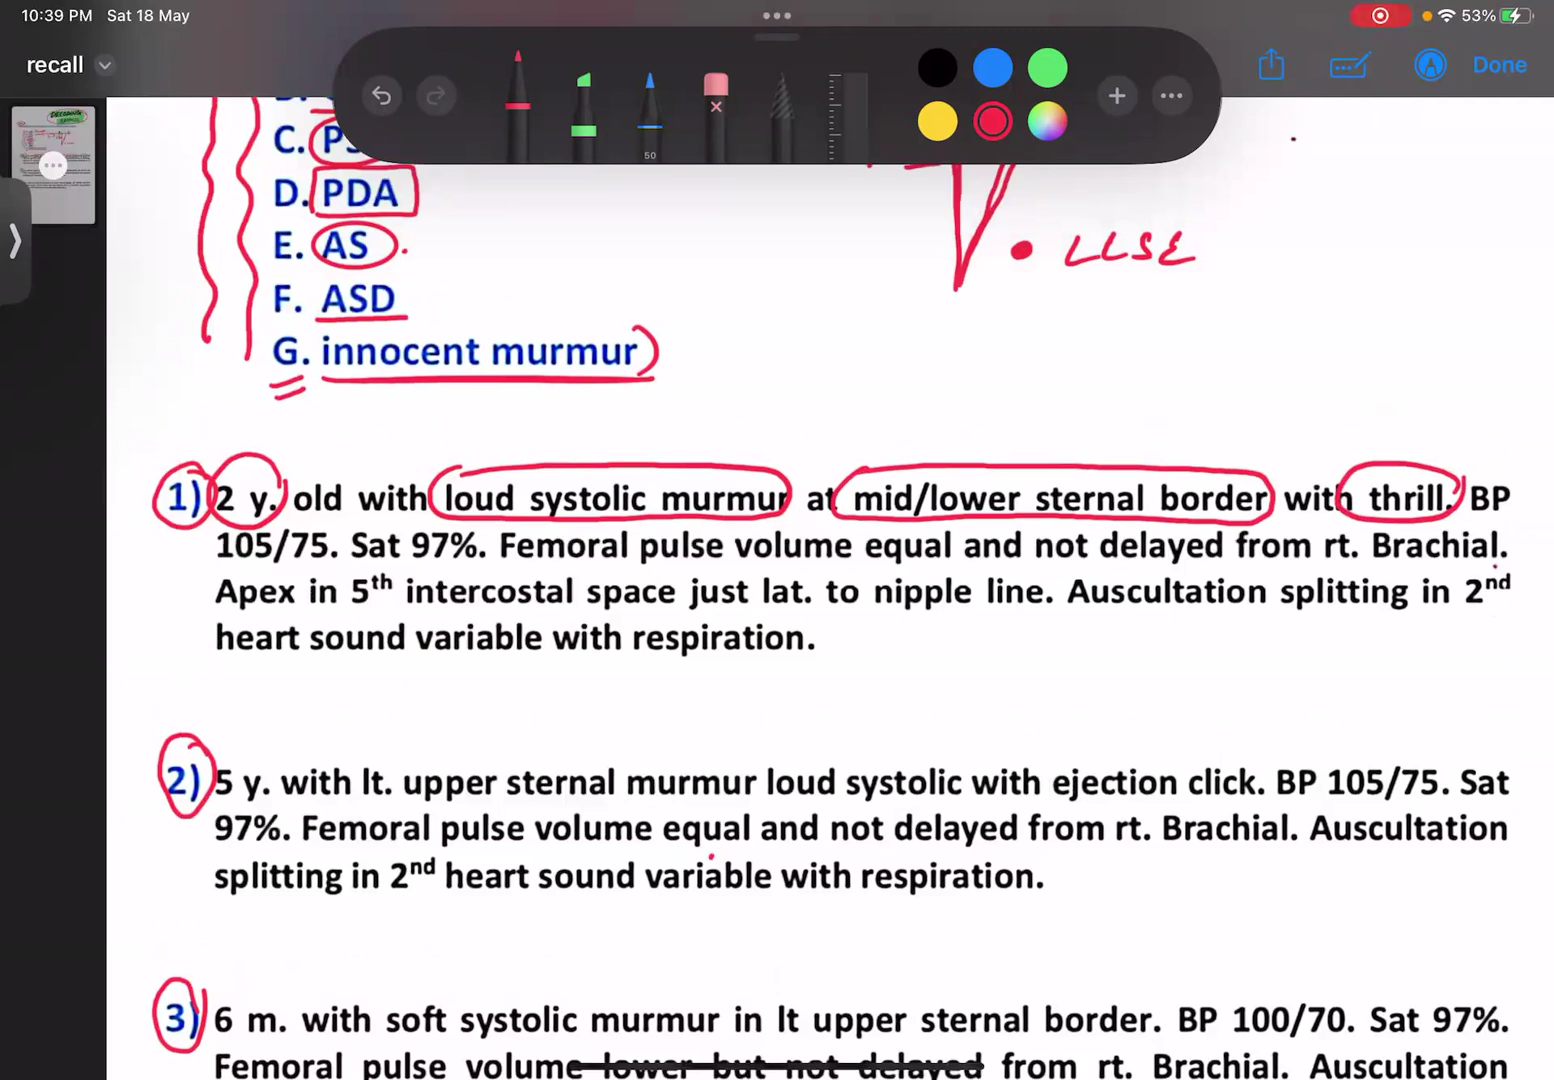 10:39 PM Sat 18 May
53%
recall
Done
50
C. PS
D. PDA
E. AS
F. ASD
G. innocent murmur
LLSE
1) 2 y. old with loud systolic murmur at mid/lower sternal border with thrill. BP
105/75. Sat 97%. Femoral pulse volume equal and not delayed from rt. Brachial.
Apex in 5th intercostal space just lat. to nipple line. Auscultation splitting in 2nd
heart sound variable with respiration.
2) 5 y. with lt. upper sternal murmur loud systolic with ejection click. BP 105/75. Sat
97%. Femoral pulse volume equal and not delayed from rt. Brachial. Auscultation
splitting in 2nd heart sound variable with respiration.
3) 6 m. with soft systolic murmur in lt upper sternal border. BP 100/70. Sat 97%.
Femoral pulse volume lower but not delayed from rt. Brachial. Auscultation